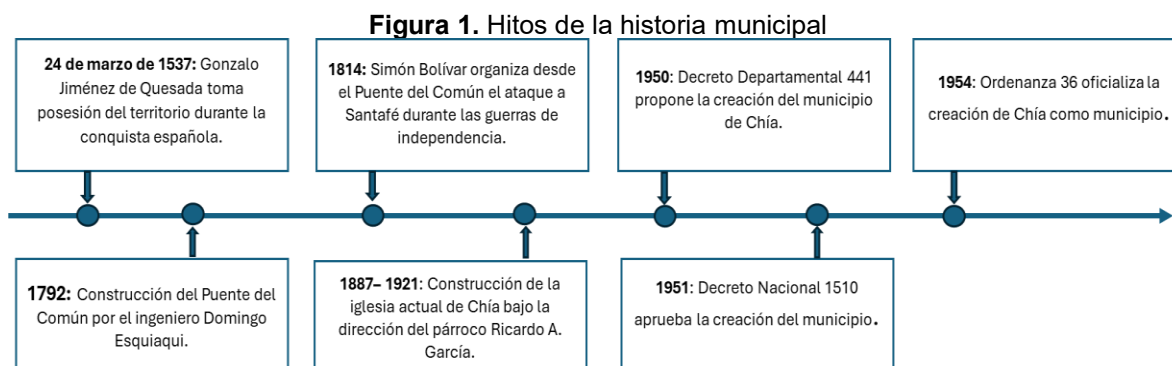 Figura 1. Hitos de la historia municipal
24 de marzo de 1537: Gonzalo
Jiménez de Quesada toma
posesión del territorio durante la
conquista española.
1814: Simón Bolívar organiza desde
el Puente del Común el ataque a
Santafé durante las guerras de
independencia.
1950: Decreto Departamental 441
propone la creación del municipio
de Chía.
1954: Ordenanza 36 oficializa la
creación de Chía como municipio.
1792: Construcción del Puente del
Común por el ingeniero Domingo
Esquiaqui.
1887– 1921: Construcción de la
iglesia actual de Chía bajo la
dirección del párroco Ricardo A.
García.
1951: Decreto Nacional 1510
aprueba la creación del municipio.